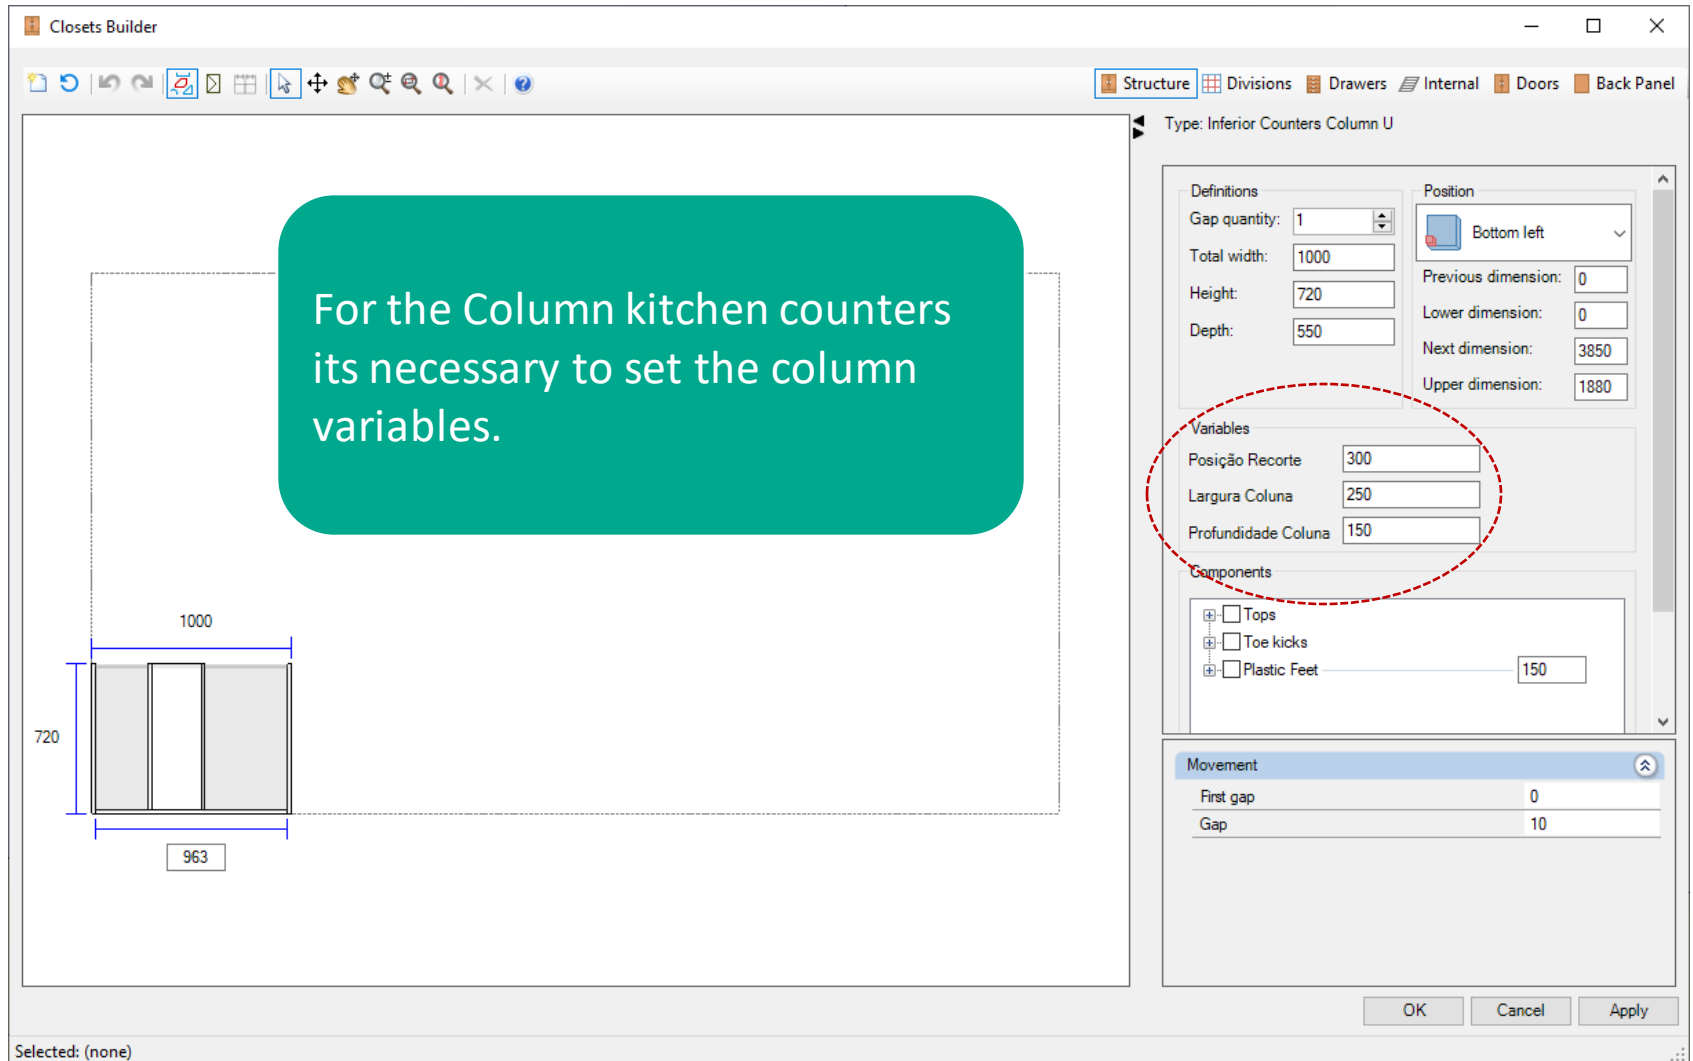 Closets Builder
Structure Divisions Drawers Internal Doors Back Panel
Type: Inferior Counters Column U
Definitions
Gap quantity: 1
Total width: 1000
Height: 720
Depth: 550
Position
Bottom left
Previous dimension: 0
Lower dimension: 0
Next dimension: 3850
Upper dimension: 1880
For the Column kitchen counters
its necessary to set the column
variables.
Variables
Posição Recorte 300
Largura Coluna 250
Profundidade Coluna 150
Components
Tops
Toe kicks
Plastic Feet 150
1000
720
963
Movement
First gap 0
Gap 10
OK Cancel Apply
Selected: (none)